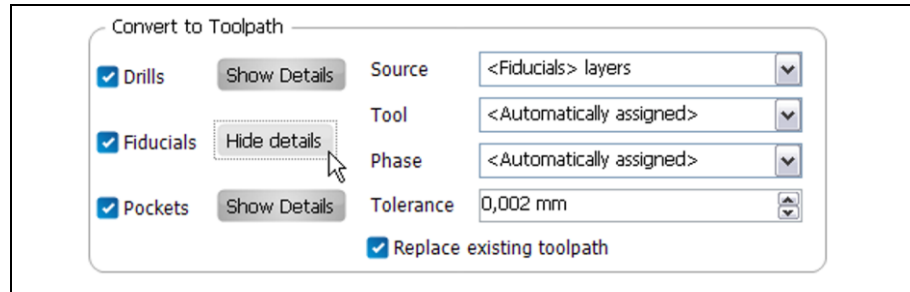 Convert to Toolpath
Drills Show Details
Fiducials Hide details
Pockets Show Details
Source <Fiducials> layers
Tool <Automatically assigned>
Phase <Automatically assigned>
Tolerance 0,002 mm
Replace existing toolpath